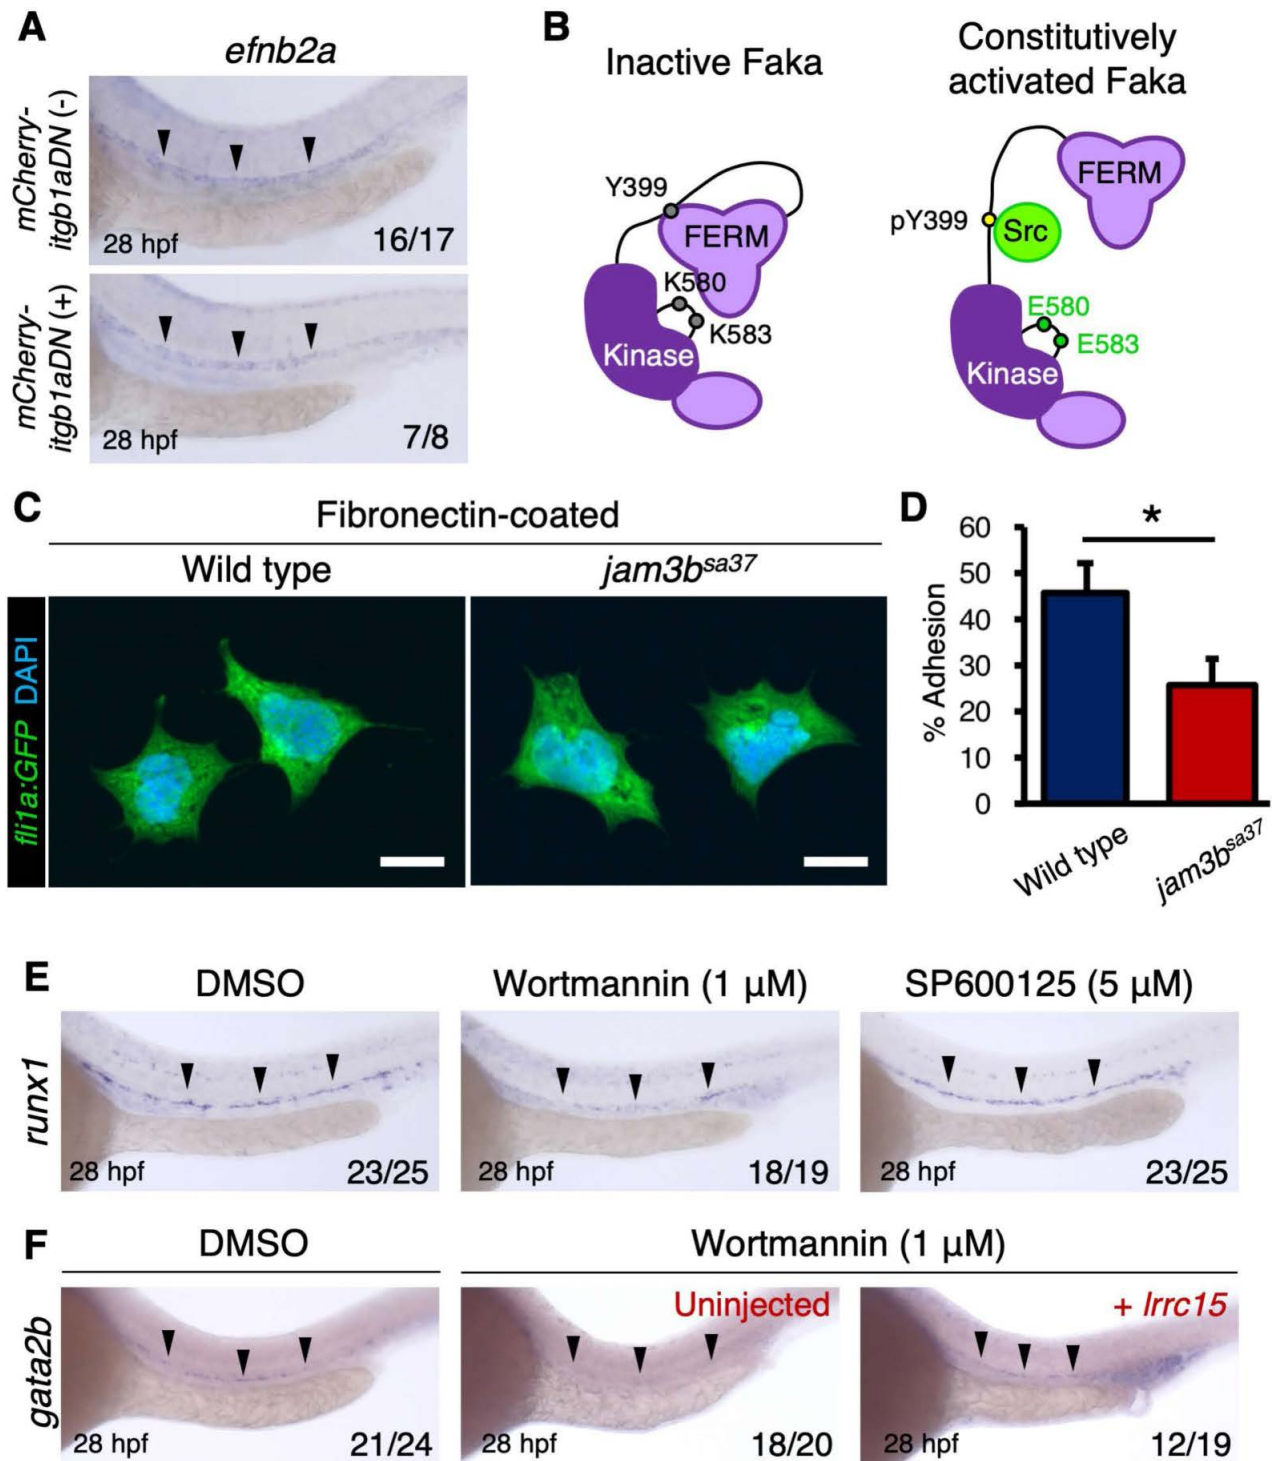 A
efnb2a
mCherry-
itgb1aDN (-)
28 hpf
16/17
mCherry-
itgb1aDN (+)
28 hpf
7/8
B
Inactive Faka
Y399
FERM
K580
K583
Kinase
Constitutively
activated Faka
FERM
pY399
Src
E580
E583
Kinase
C
Fibronectin-coated
Wild type
jam3bsa37
fli1a:GFP DAPI
D
% Adhesion
60
50
40
30
20
10
0
*
Wild type
jam3bsa37
E
DMSO
Wortmannin (1 µM)
SP600125 (5 µM)
runx1
28 hpf
23/25
28 hpf
18/19
28 hpf
23/25
F
DMSO
Wortmannin (1 µM)
gata2b
28 hpf
21/24
Uninjected
28 hpf
18/20
+ lrrc15
28 hpf
12/19